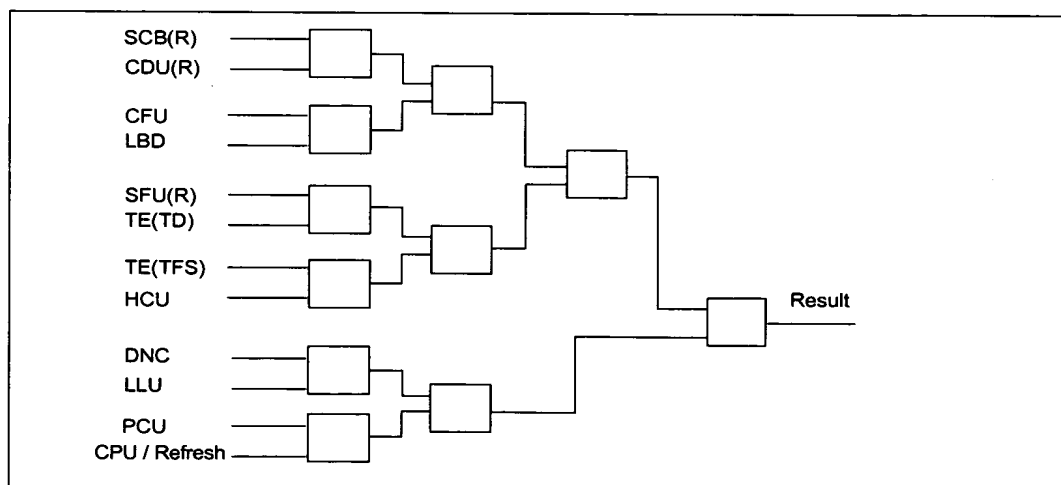 SCB(R)
CDU(R)
CFU
LBD
SFU(R)
TE(TD)
TE(TFS)
HCU
DNC
LLU
PCU
CPU / Refresh
Result